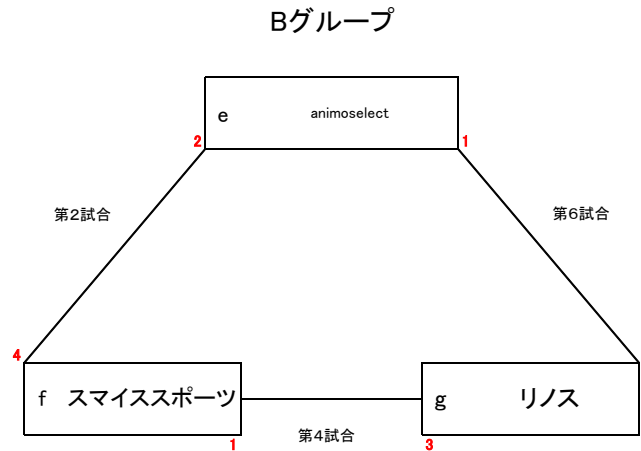 Bグループ
e animoselect
2 1
第2試合 第6試合
4
f スマイススポーツ g リノス
第4試合
1 3